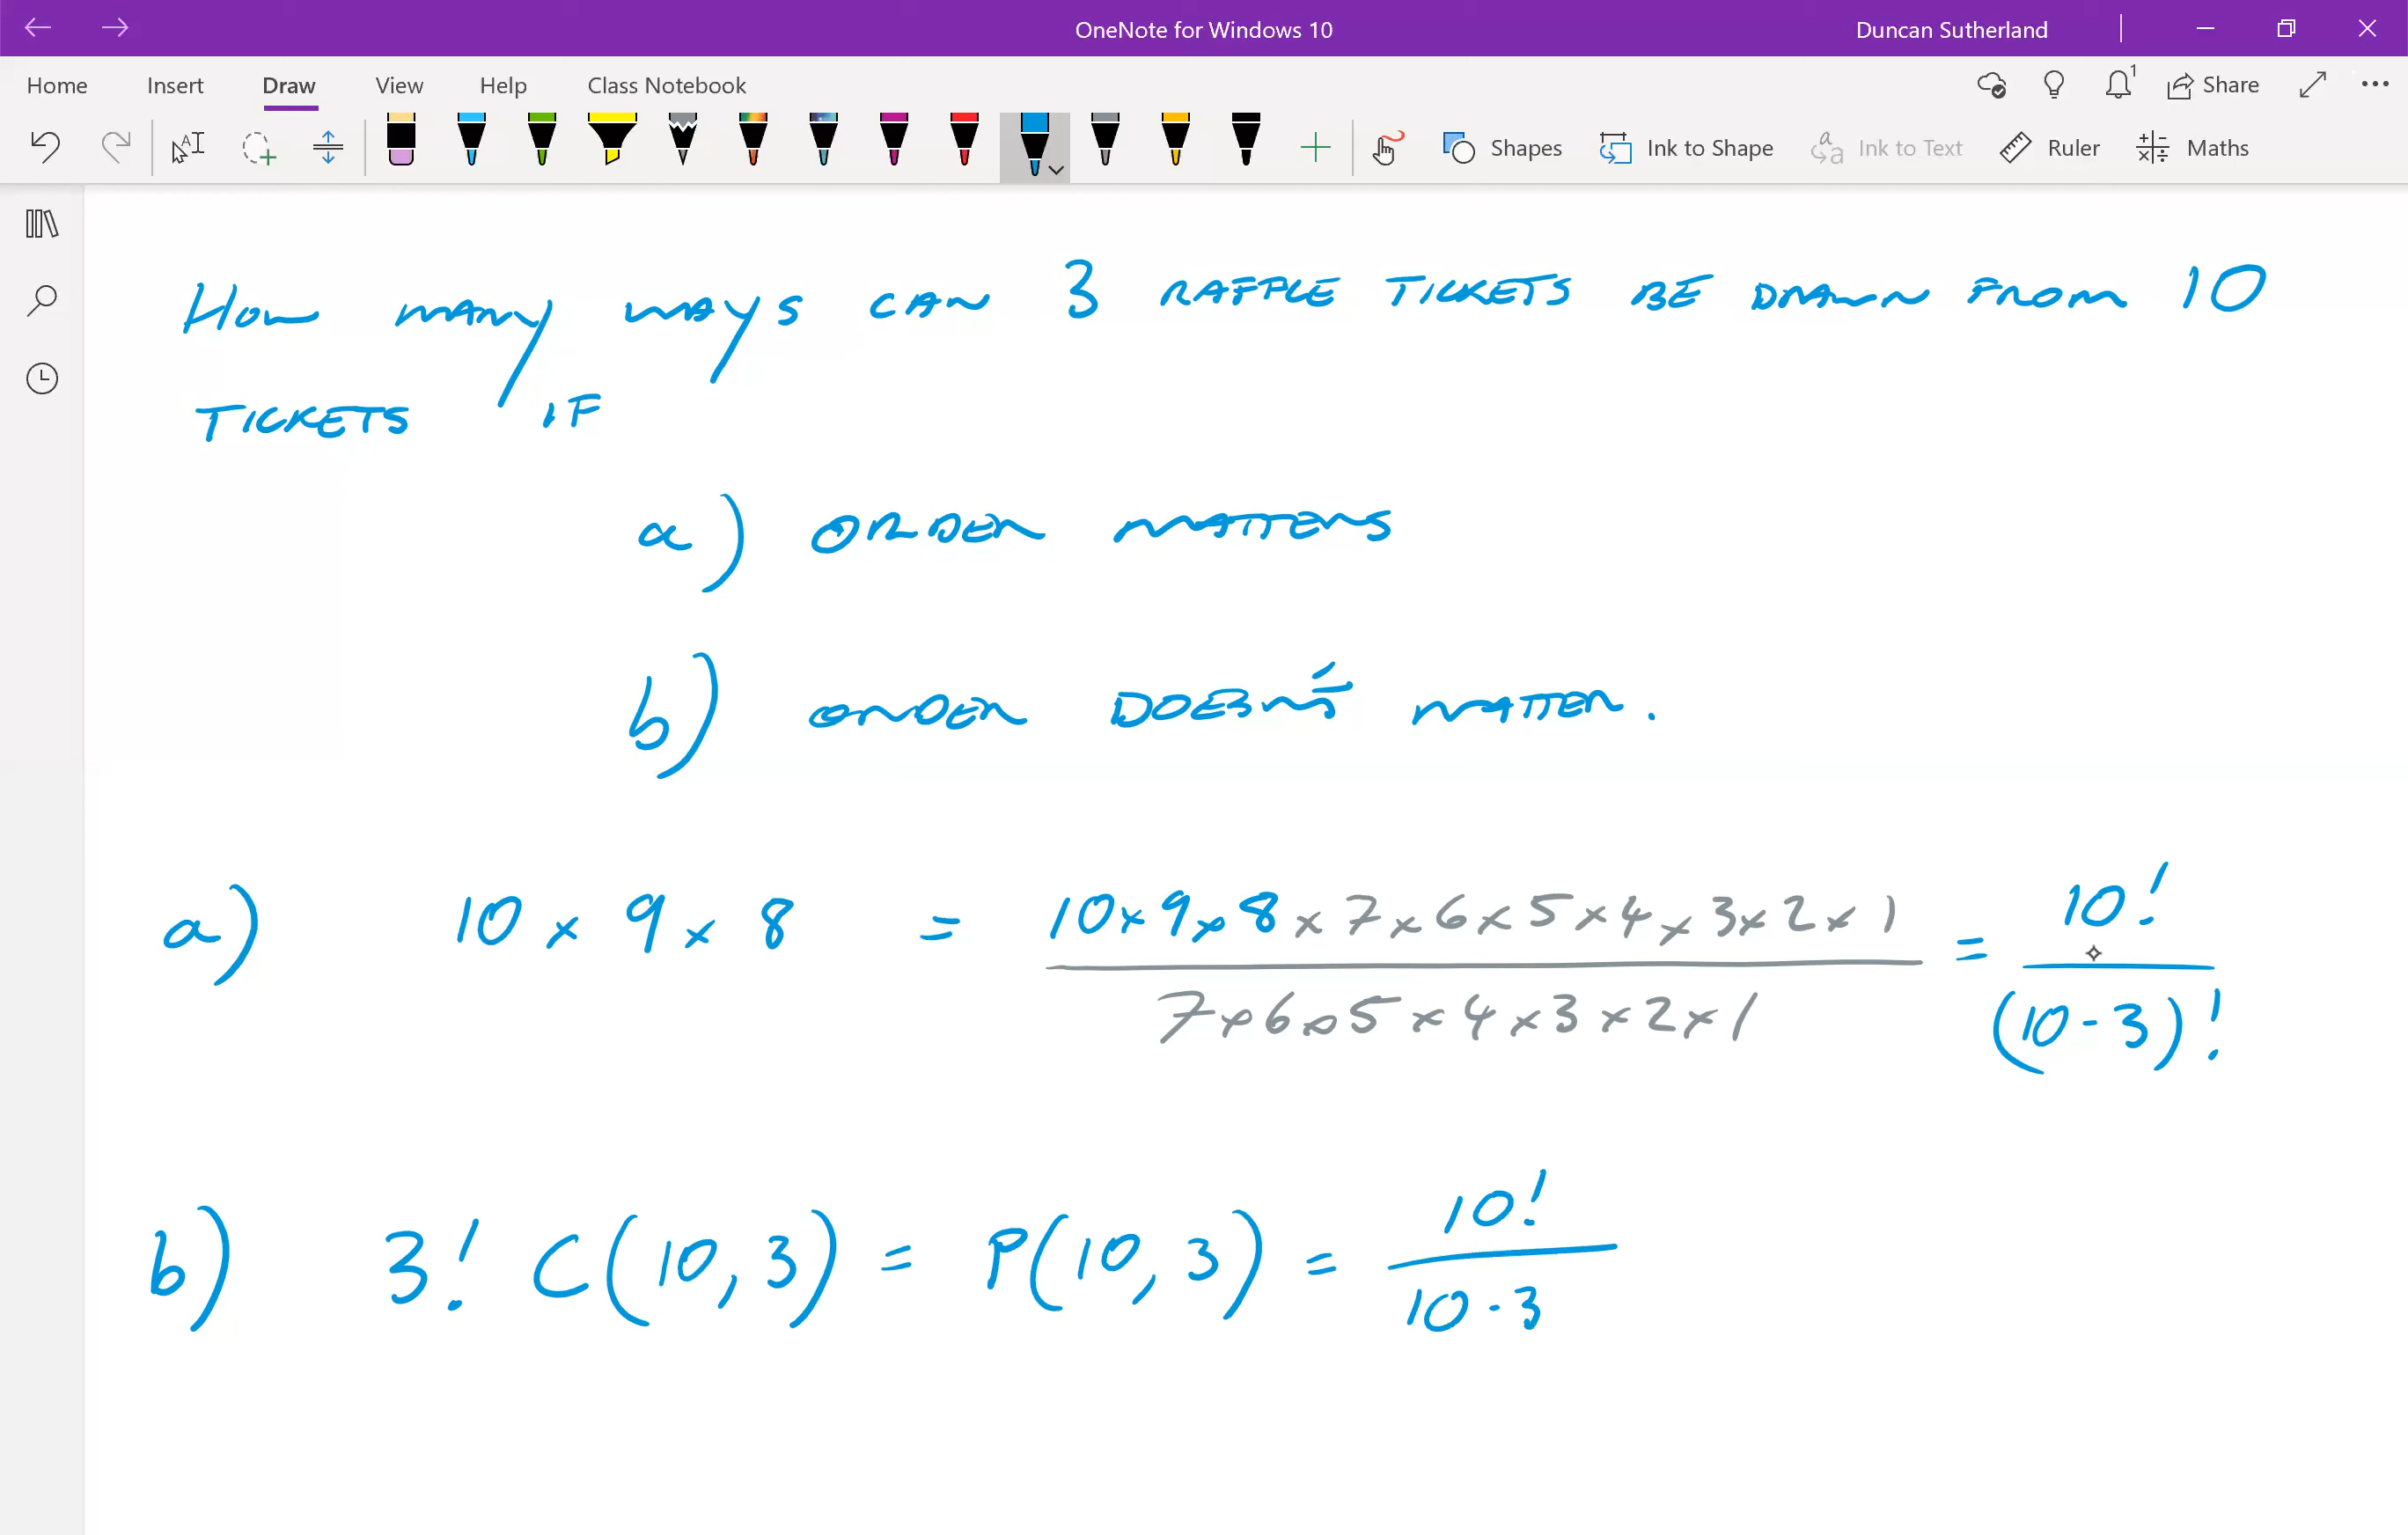 OneNote for Windows 10
Duncan Sutherland
Home Insert Draw View Help Class Notebook
1
Share
Shapes Ink to Shape Ink to Text Ruler Maths
HOW MANY WAYS CAN 3 RAFFLE TICKETS BE DRAWN FROM 10
TICKETS IF
a) ORDER MATTERS
b) ORDER DOESN'T MATTER.
a) 10 × 9 × 8 = 10×9×8×7×6×5×4×3×2×1 / 7×6×5×4×3×2×1 = 10! / (10-3)!
b) 3! C(10,3) = P(10,3) = 10! / 10-3